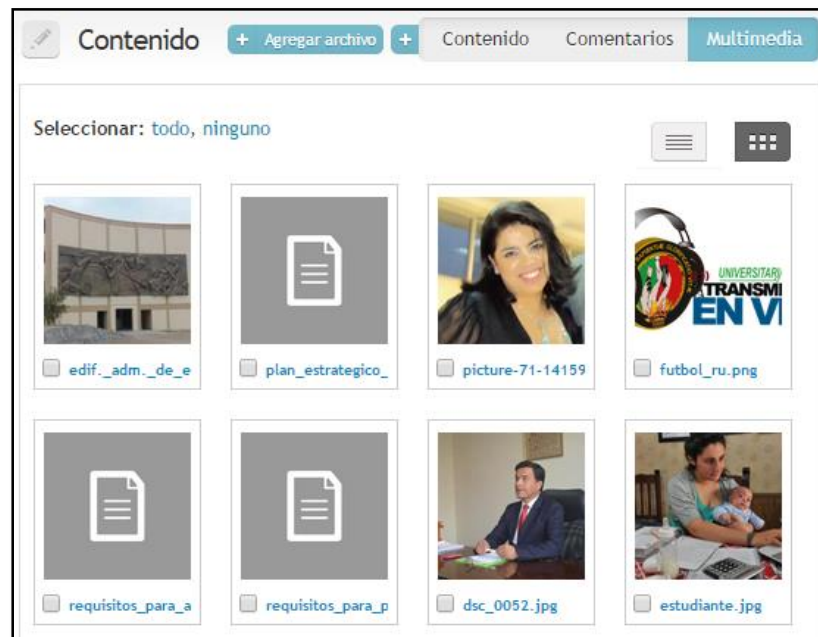 Contenido
+ Agregar archivo
+
Contenido
Comentarios
Multimedia
Seleccionar: todo, ninguno
UNIVERSITARI
TRANSMI
EN VI
edif._adm._de_e
plan_estrategico_
picture-71-14159
futbol_ru.png
requisitos_para_a
requisitos_para_p
dsc_0052.jpg
estudiante.jpg